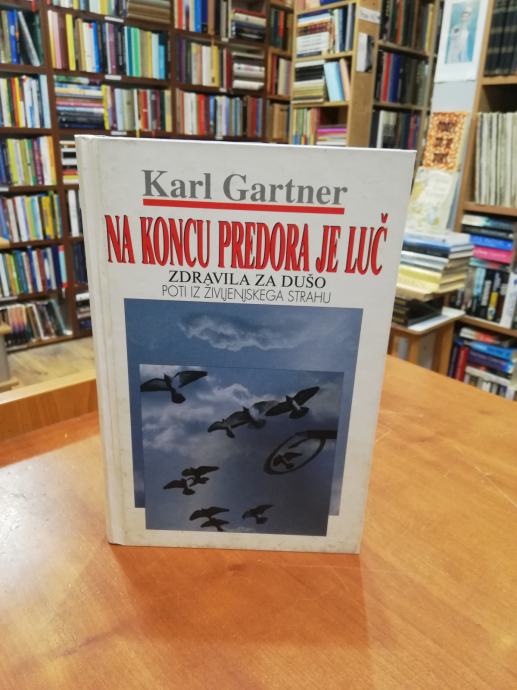 Karl Gartner
NA KONCU PREDORA JE LUČ
ZDRAVILA ZA DUŠO
POTI IZ ŽIVLJENJSKEGA STRAHU